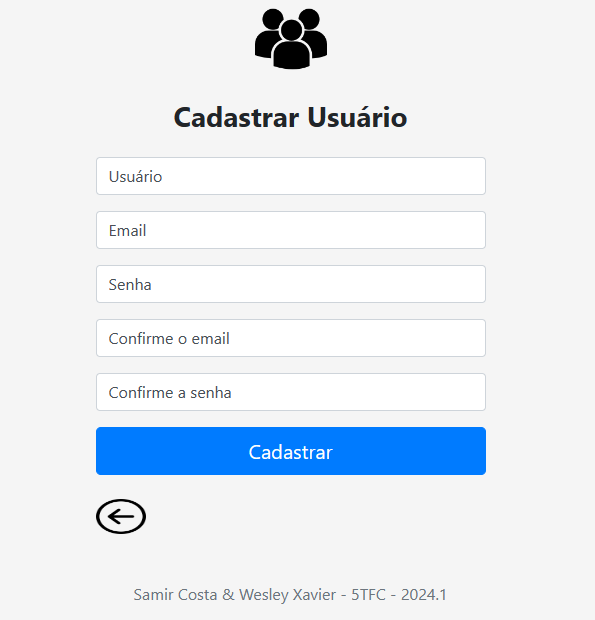 Cadastrar Usuário
Usuário
Email
Senha
Confirme o email
Confirme a senha
Cadastrar
Samir Costa & Wesley Xavier - 5TFC - 2024.1